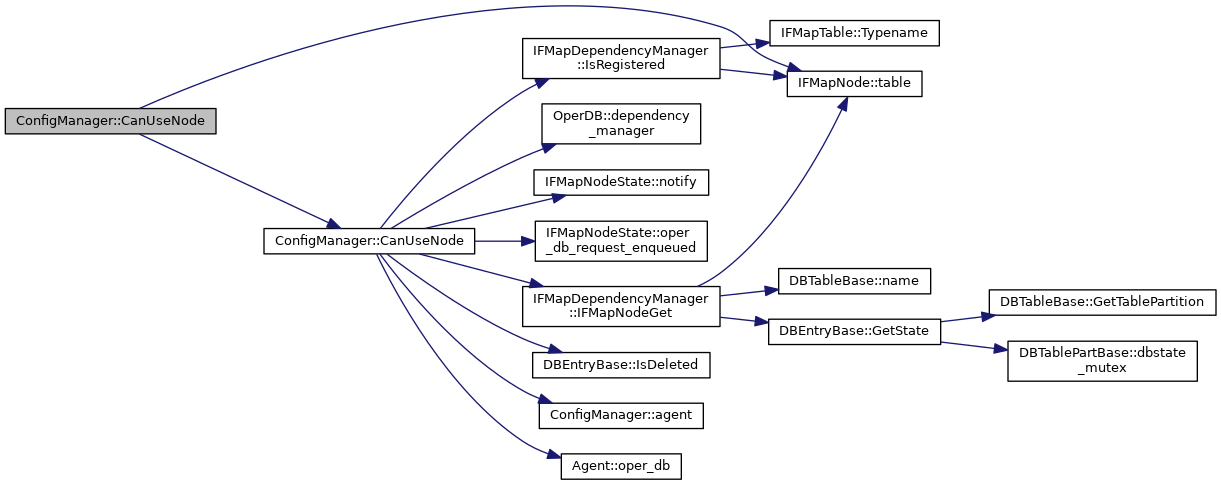 ConfigManager::CanUseNode
ConfigManager::CanUseNode
IFMapDependencyManager
::IsRegistered
OperDB::dependency
_manager
IFMapNodeState::notify
IFMapNodeState::oper
_db_request_enqueued
IFMapDependencyManager
::IFMapNodeGet
DBEntryBase::IsDeleted
ConfigManager::agent
Agent::oper_db
IFMapTable::Typename
IFMapNode::table
DBTableBase::name
DBEntryBase::GetState
DBTableBase::GetTablePartition
DBTablePartBase::dbstate
_mutex